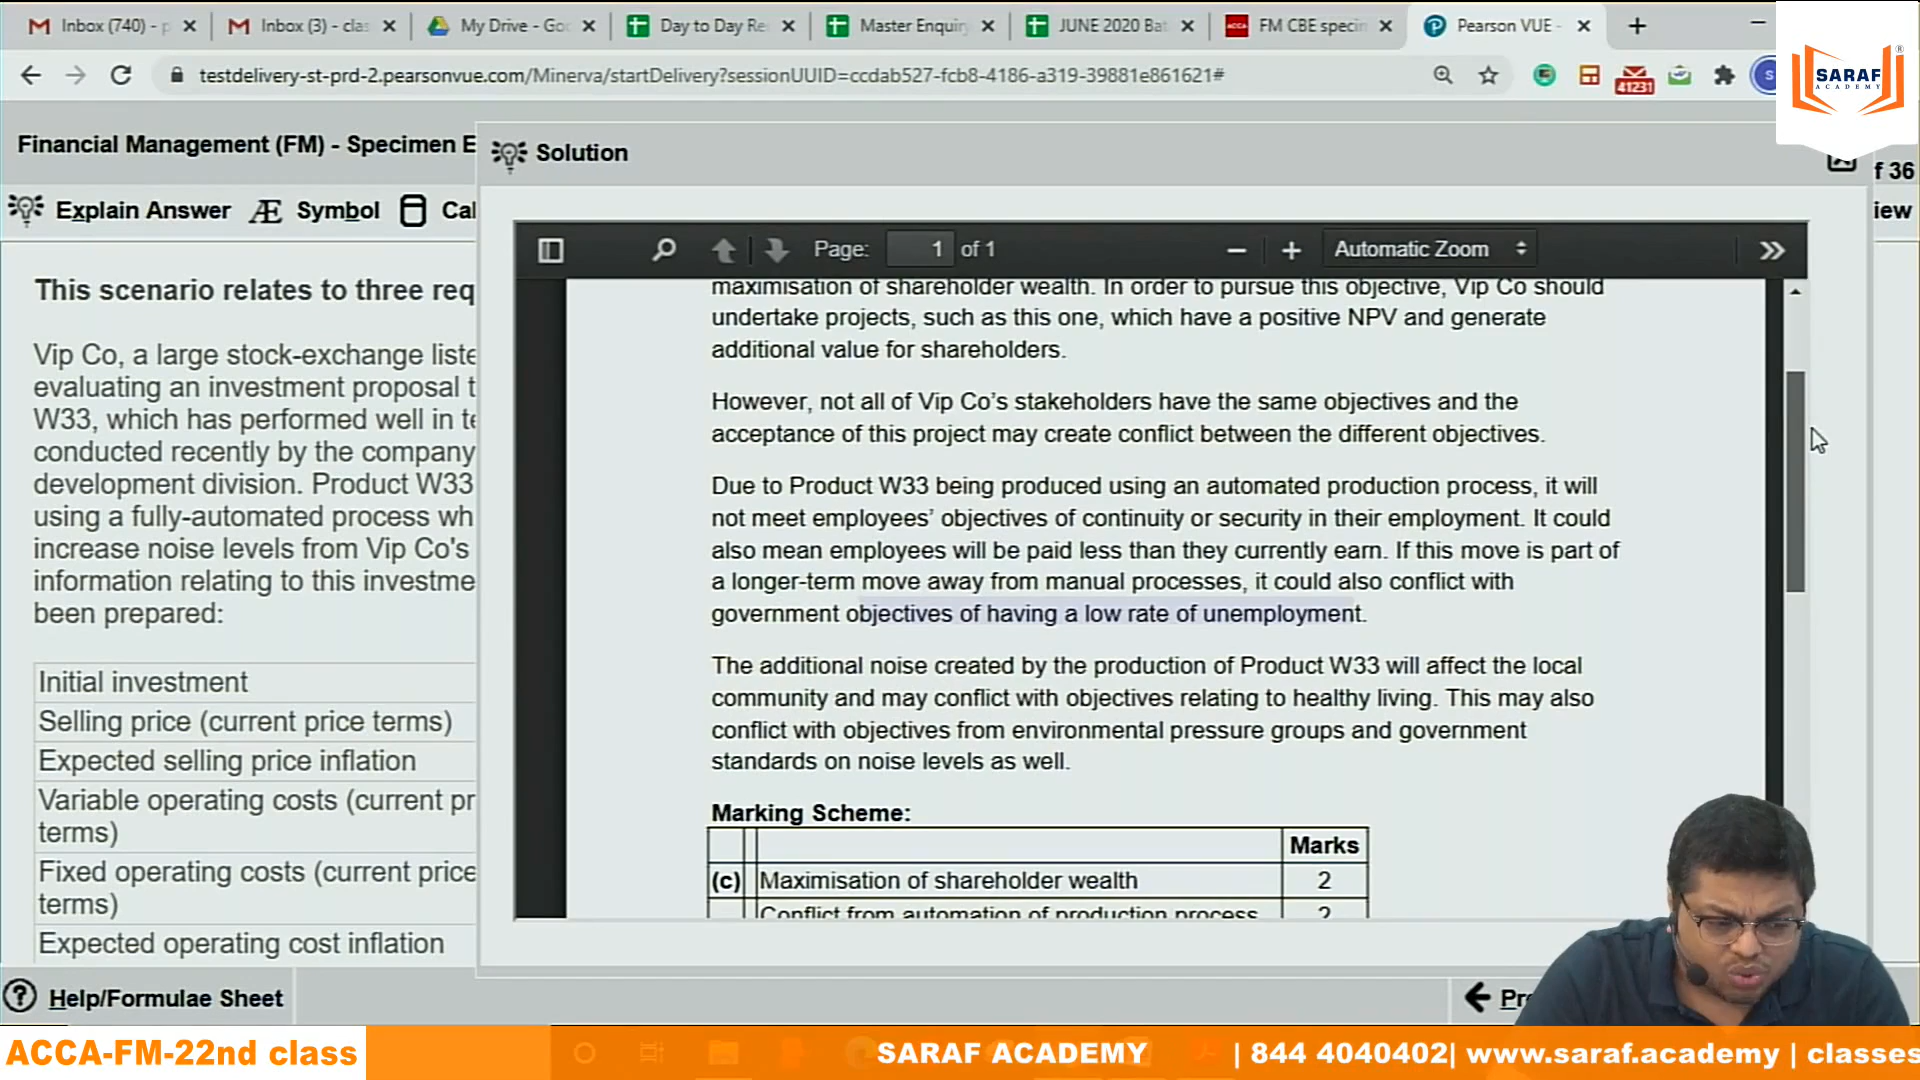 Inbox (740) - p
Inbox (3) - clas
My Drive - Goo
Day to Day Re
Master Enquiry
JUNE 2020 Bat
FM CBE specim
Pearson VUE -
testdelivery-st-prd-2.pearsonvue.com/Minerva/startDelivery?sessionUUID=ccdab527-fcb8-4186-a319-39881e861621#
41231
S
SARAF
ACADEMY
®
Financial Management (FM) - Specimen E
Solution
f 36
Explain Answer
Symbol
Cal
iew
Page: 1 of 1
Automatic Zoom
This scenario relates to three req
Vip Co, a large stock-exchange liste
evaluating an investment proposal t
W33, which has performed well in te
conducted recently by the company
development division. Product W33
using a fully-automated process wh
increase noise levels from Vip Co's
information relating to this investme
been prepared:
Initial investment
Selling price (current price terms)
Expected selling price inflation
Variable operating costs (current pr
terms)
Fixed operating costs (current price
terms)
Expected operating cost inflation
maximisation of shareholder wealth. In order to pursue this objective, Vip Co should
undertake projects, such as this one, which have a positive NPV and generate
additional value for shareholders.
However, not all of Vip Co’s stakeholders have the same objectives and the
acceptance of this project may create conflict between the different objectives.
Due to Product W33 being produced using an automated production process, it will
not meet employees’ objectives of continuity or security in their employment. It could
also mean employees will be paid less than they currently earn. If this move is part of
a longer-term move away from manual processes, it could also conflict with
government objectives of having a low rate of unemployment.
The additional noise created by the production of Product W33 will affect the local
community and may conflict with objectives relating to healthy living. This may also
conflict with objectives from environmental pressure groups and government
standards on noise levels as well.
Marking Scheme:
Marks
(c) Maximisation of shareholder wealth 2
Conflict from automation of production process 2
Help/Formulae Sheet
Pr
ACCA-FM-22nd class
SARAF ACADEMY | 844 4040402| www.saraf.academy | classes